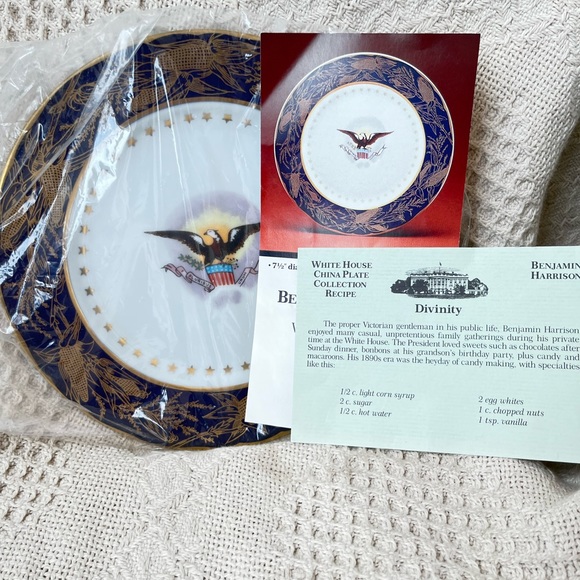 • 7½" dia
BE
W
WHITE HOUSE
CHINA PLATE
COLLECTION
RECIPE
BENJAMIN
HARRISON
Divinity
The proper Victorian gentleman in his public life, Benjamin Harrison
enjoyed many casual, unpretentious family gatherings during his private
time at the White House. The President loved sweets such as chocolates after
Sunday dinner, bonbons at his grandson's birthday party, plus candy and
macaroons. His 1890s era was the heyday of candy-making, with specialties
like this:
1/2 c. light corn syrup
2 c. sugar
1/2 c. hot water
2 egg whites
1 c. chopped nuts
1 tsp. vanilla